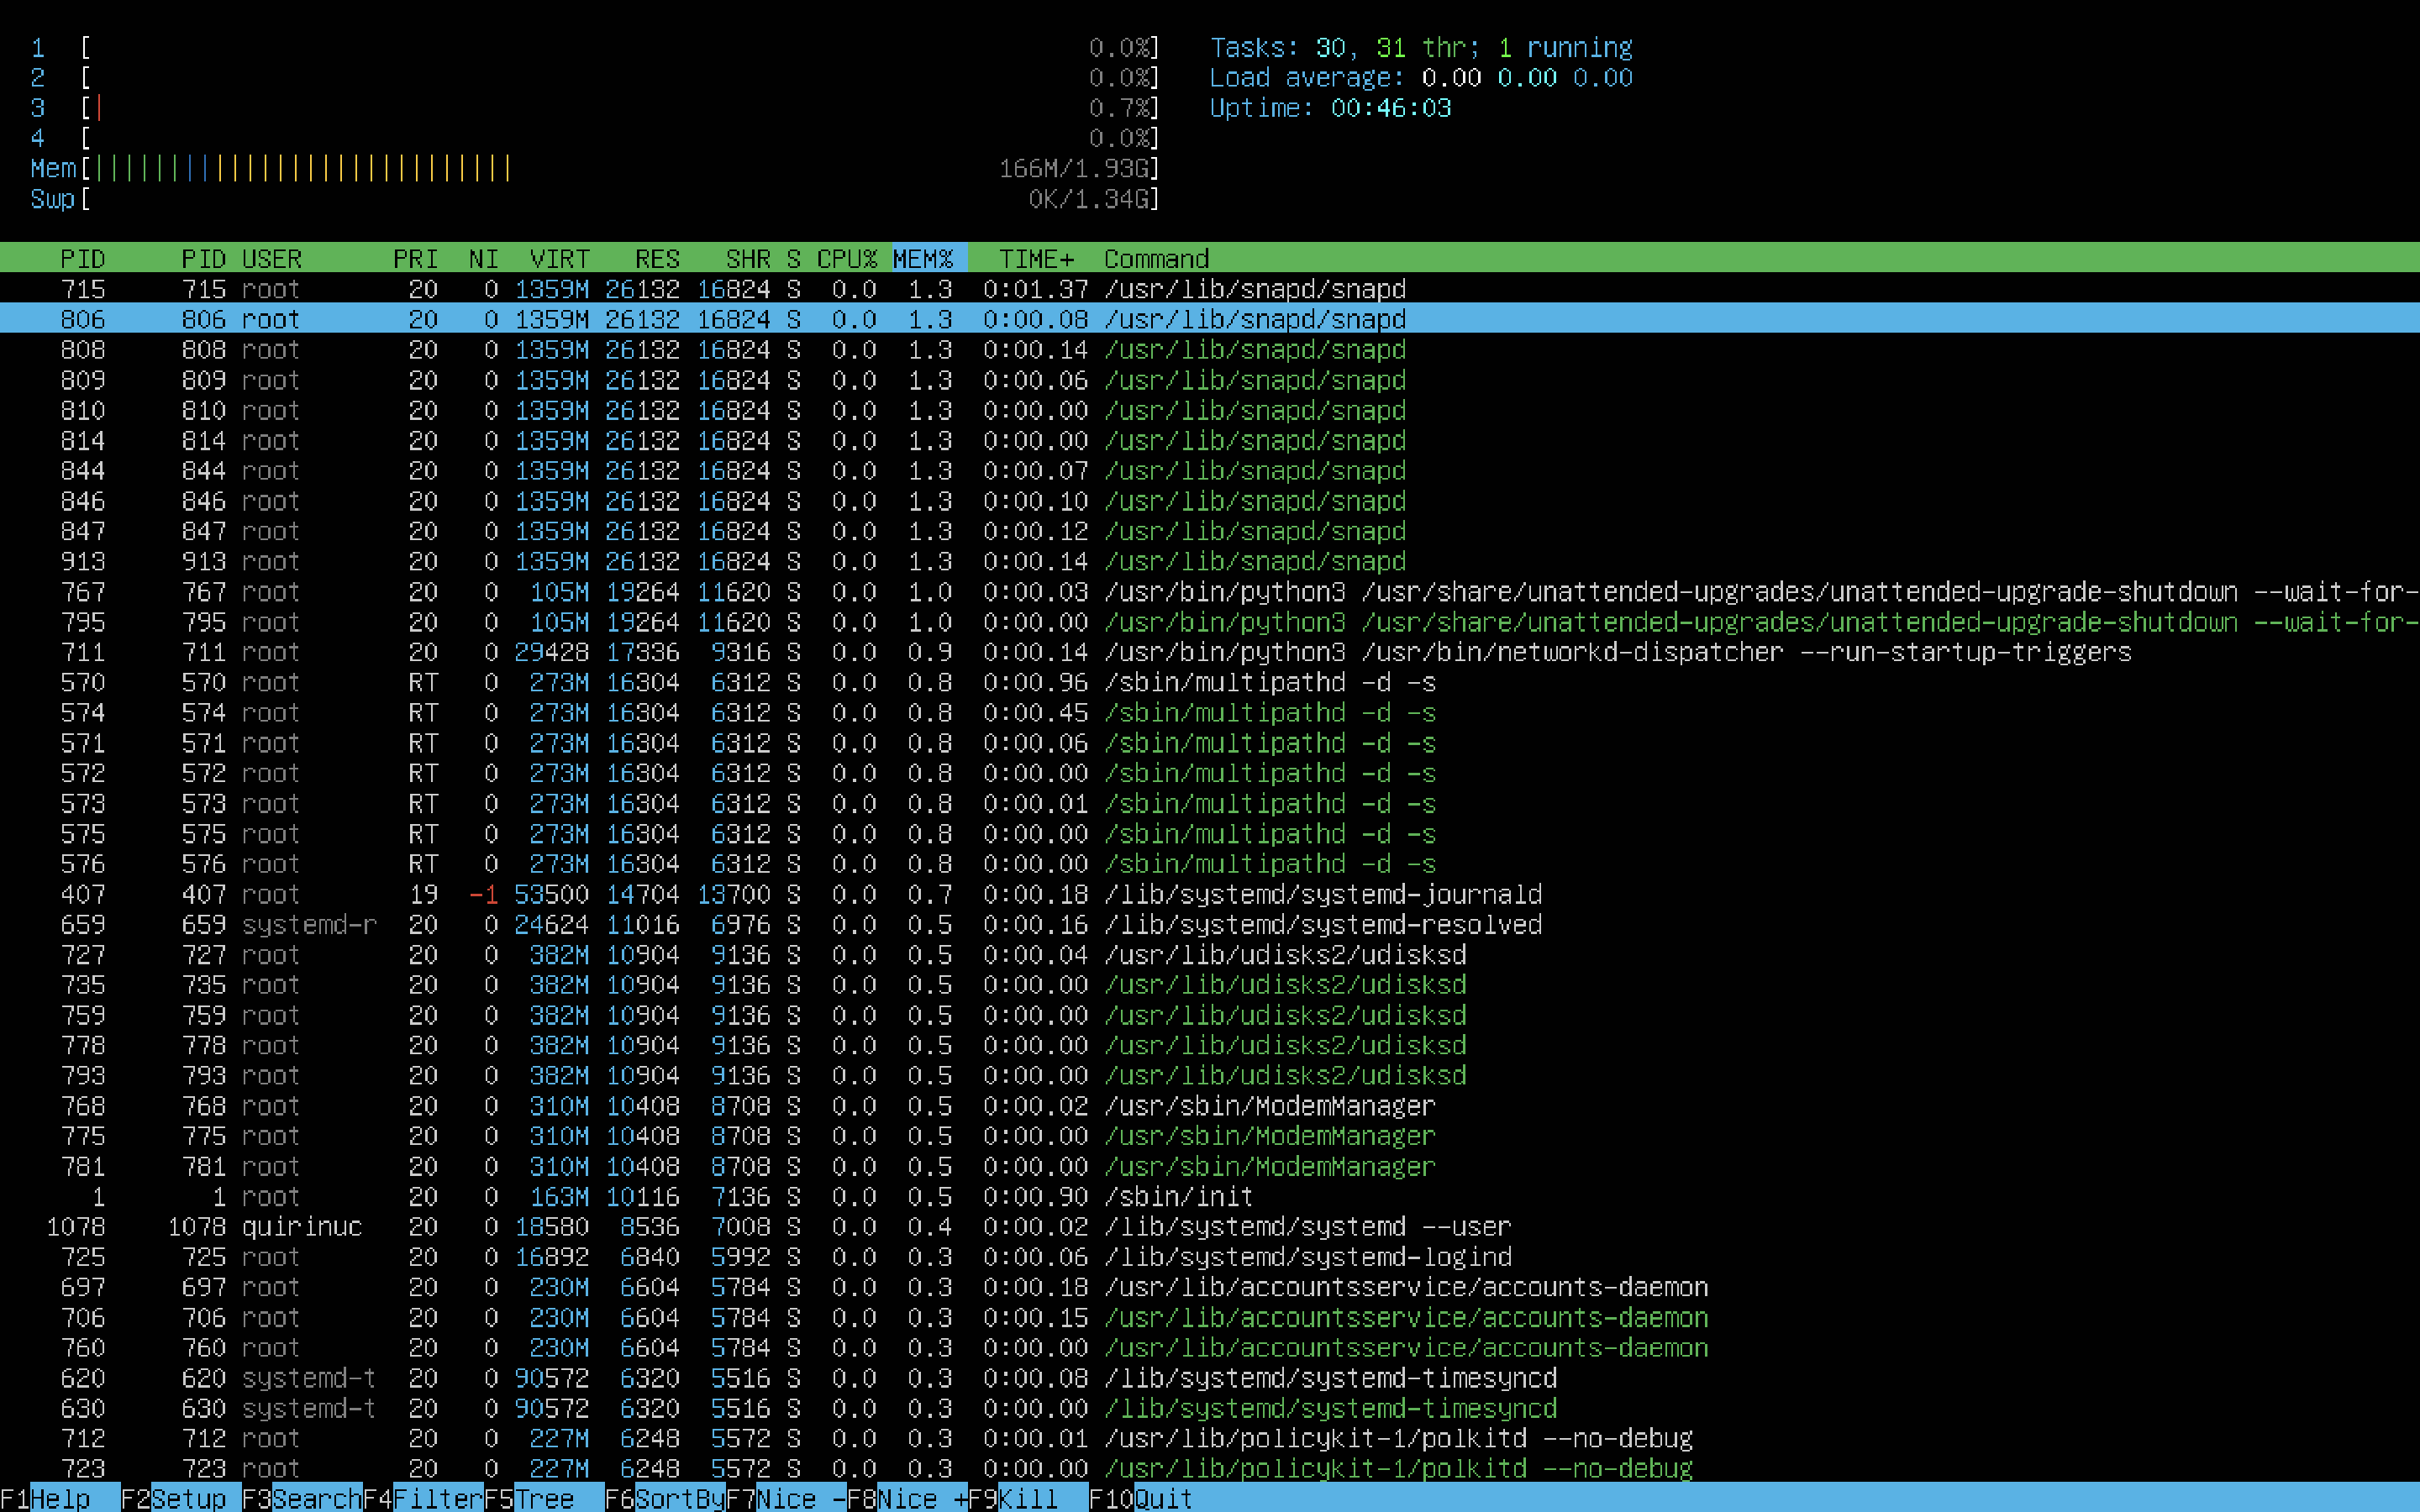 1 [ 0.0%] Tasks: 30, 31 thr; 1 running
2 [ 0.0%] Load average: 0.00 0.00 0.00
3 [| 0.7%] Uptime: 00:46:03
4 [ 0.0%]
Mem[|||||||||||||||||||||||||||| 166M/1.93G]
Swp[ 0K/1.34G]
PID PID USER PRI NI VIRT RES SHR S CPU% MEM% TIME+ Command
715 715 root 20 0 1359M 26132 16824 S 0.0 1.3 0:01.37 /usr/lib/snapd/snapd
806 806 root 20 0 1359M 26132 16824 S 0.0 1.3 0:00.08 /usr/lib/snapd/snapd
808 808 root 20 0 1359M 26132 16824 S 0.0 1.3 0:00.14 /usr/lib/snapd/snapd
809 809 root 20 0 1359M 26132 16824 S 0.0 1.3 0:00.06 /usr/lib/snapd/snapd
810 810 root 20 0 1359M 26132 16824 S 0.0 1.3 0:00.00 /usr/lib/snapd/snapd
814 814 root 20 0 1359M 26132 16824 S 0.0 1.3 0:00.00 /usr/lib/snapd/snapd
844 844 root 20 0 1359M 26132 16824 S 0.0 1.3 0:00.07 /usr/lib/snapd/snapd
846 846 root 20 0 1359M 26132 16824 S 0.0 1.3 0:00.10 /usr/lib/snapd/snapd
847 847 root 20 0 1359M 26132 16824 S 0.0 1.3 0:00.12 /usr/lib/snapd/snapd
913 913 root 20 0 1359M 26132 16824 S 0.0 1.3 0:00.14 /usr/lib/snapd/snapd
767 767 root 20 0 105M 19264 11620 S 0.0 1.0 0:00.03 /usr/bin/python3 /usr/share/unattended-upgrades/unattended-upgrade-shutdown --wait-for-
795 795 root 20 0 105M 19264 11620 S 0.0 1.0 0:00.00 /usr/bin/python3 /usr/share/unattended-upgrades/unattended-upgrade-shutdown --wait-for-
711 711 root 20 0 29428 17336 9316 S 0.0 0.9 0:00.14 /usr/bin/python3 /usr/bin/networkd-dispatcher --run-startup-triggers
570 570 root RT 0 273M 16304 6312 S 0.0 0.8 0:00.96 /sbin/multipathd -d -s
574 574 root RT 0 273M 16304 6312 S 0.0 0.8 0:00.45 /sbin/multipathd -d -s
571 571 root RT 0 273M 16304 6312 S 0.0 0.8 0:00.06 /sbin/multipathd -d -s
572 572 root RT 0 273M 16304 6312 S 0.0 0.8 0:00.00 /sbin/multipathd -d -s
573 573 root RT 0 273M 16304 6312 S 0.0 0.8 0:00.01 /sbin/multipathd -d -s
575 575 root RT 0 273M 16304 6312 S 0.0 0.8 0:00.00 /sbin/multipathd -d -s
576 576 root RT 0 273M 16304 6312 S 0.0 0.8 0:00.00 /sbin/multipathd -d -s
407 407 root 19 -1 53500 14704 13700 S 0.0 0.7 0:00.18 /lib/systemd/systemd-journald
659 659 systemd-r 20 0 24624 11016 6976 S 0.0 0.5 0:00.16 /lib/systemd/systemd-resolved
727 727 root 20 0 382M 10904 9136 S 0.0 0.5 0:00.04 /usr/lib/udisks2/udisksd
735 735 root 20 0 382M 10904 9136 S 0.0 0.5 0:00.00 /usr/lib/udisks2/udisksd
759 759 root 20 0 382M 10904 9136 S 0.0 0.5 0:00.00 /usr/lib/udisks2/udisksd
778 778 root 20 0 382M 10904 9136 S 0.0 0.5 0:00.00 /usr/lib/udisks2/udisksd
793 793 root 20 0 382M 10904 9136 S 0.0 0.5 0:00.00 /usr/lib/udisks2/udisksd
768 768 root 20 0 310M 10408 8708 S 0.0 0.5 0:00.02 /usr/sbin/ModemManager
775 775 root 20 0 310M 10408 8708 S 0.0 0.5 0:00.00 /usr/sbin/ModemManager
781 781 root 20 0 310M 10408 8708 S 0.0 0.5 0:00.00 /usr/sbin/ModemManager
1 1 root 20 0 163M 10116 7136 S 0.0 0.5 0:00.90 /sbin/init
1078 1078 quirinuc 20 0 18580 8536 7008 S 0.0 0.4 0:00.02 /lib/systemd/systemd --user
725 725 root 20 0 16892 6840 5992 S 0.0 0.3 0:00.06 /lib/systemd/systemd-logind
697 697 root 20 0 230M 6604 5784 S 0.0 0.3 0:00.18 /usr/lib/accountsservice/accounts-daemon
706 706 root 20 0 230M 6604 5784 S 0.0 0.3 0:00.15 /usr/lib/accountsservice/accounts-daemon
760 760 root 20 0 230M 6604 5784 S 0.0 0.3 0:00.00 /usr/lib/accountsservice/accounts-daemon
620 620 systemd-t 20 0 90572 6320 5516 S 0.0 0.3 0:00.08 /lib/systemd/systemd-timesyncd
630 630 systemd-t 20 0 90572 6320 5516 S 0.0 0.3 0:00.00 /lib/systemd/systemd-timesyncd
712 712 root 20 0 227M 6248 5572 S 0.0 0.3 0:00.01 /usr/lib/policykit-1/polkitd --no-debug
723 723 root 20 0 227M 6248 5572 S 0.0 0.3 0:00.00 /usr/lib/policykit-1/polkitd --no-debug
F1Help F2Setup F3SearchF4FilterF5Tree F6SortByF7Nice -F8Nice +F9Kill F10Quit